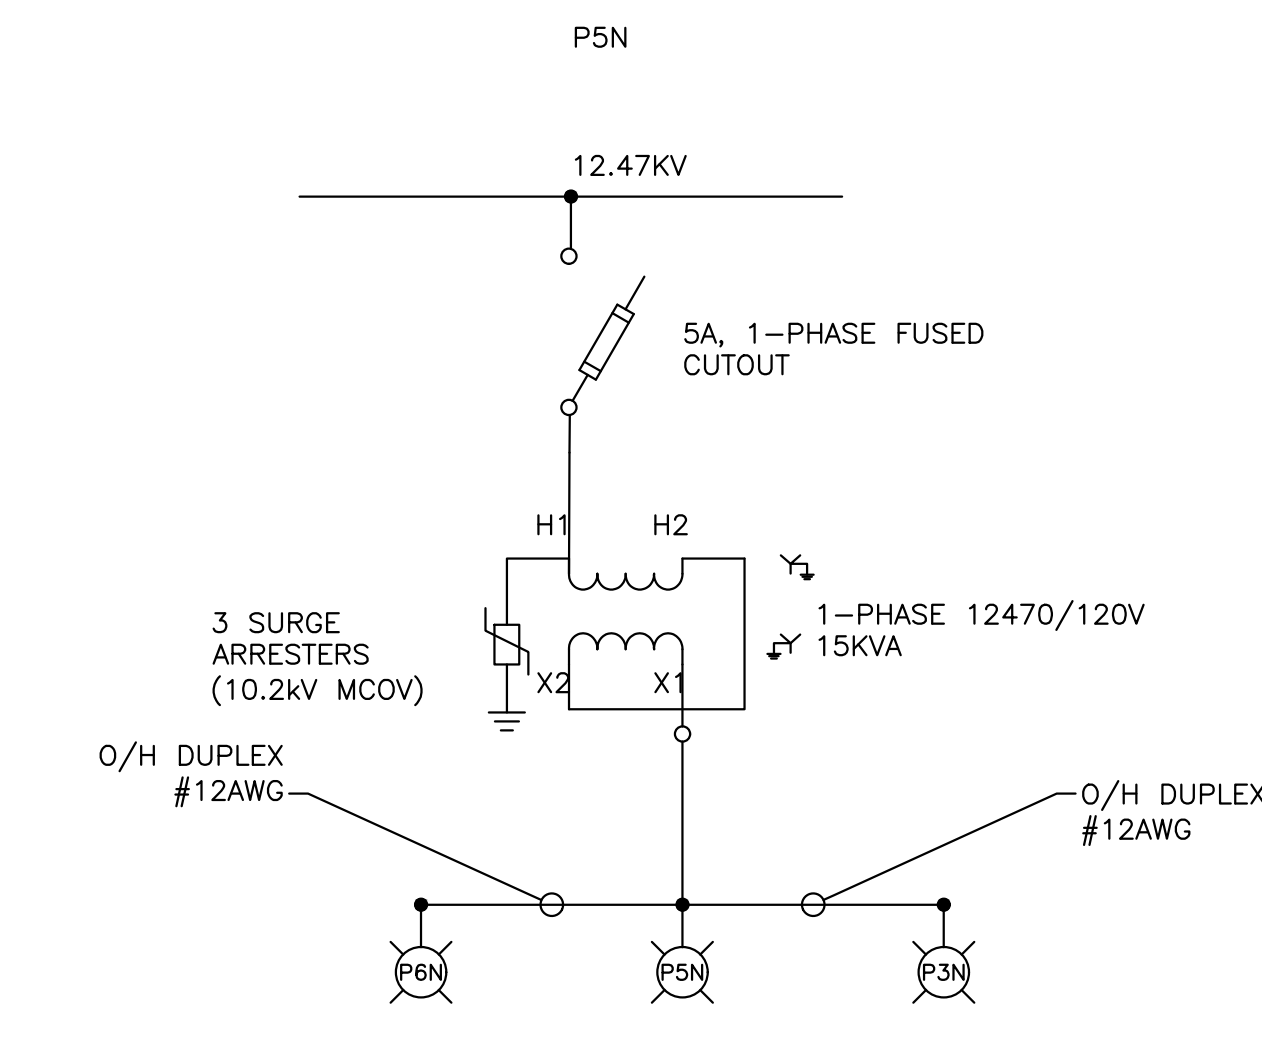 P5N
12.47KV
5A, 1-PHASE FUSED
CUTOUT
H1
H2
1-PHASE 12470/120V
15KVA
3 SURGE
ARRESTERS
(10.2kV MCOV)
X2
X1
O/H DUPLEX
#12AWG
O/H DUPLEX
#12AWG
P6N
P5N
P3N